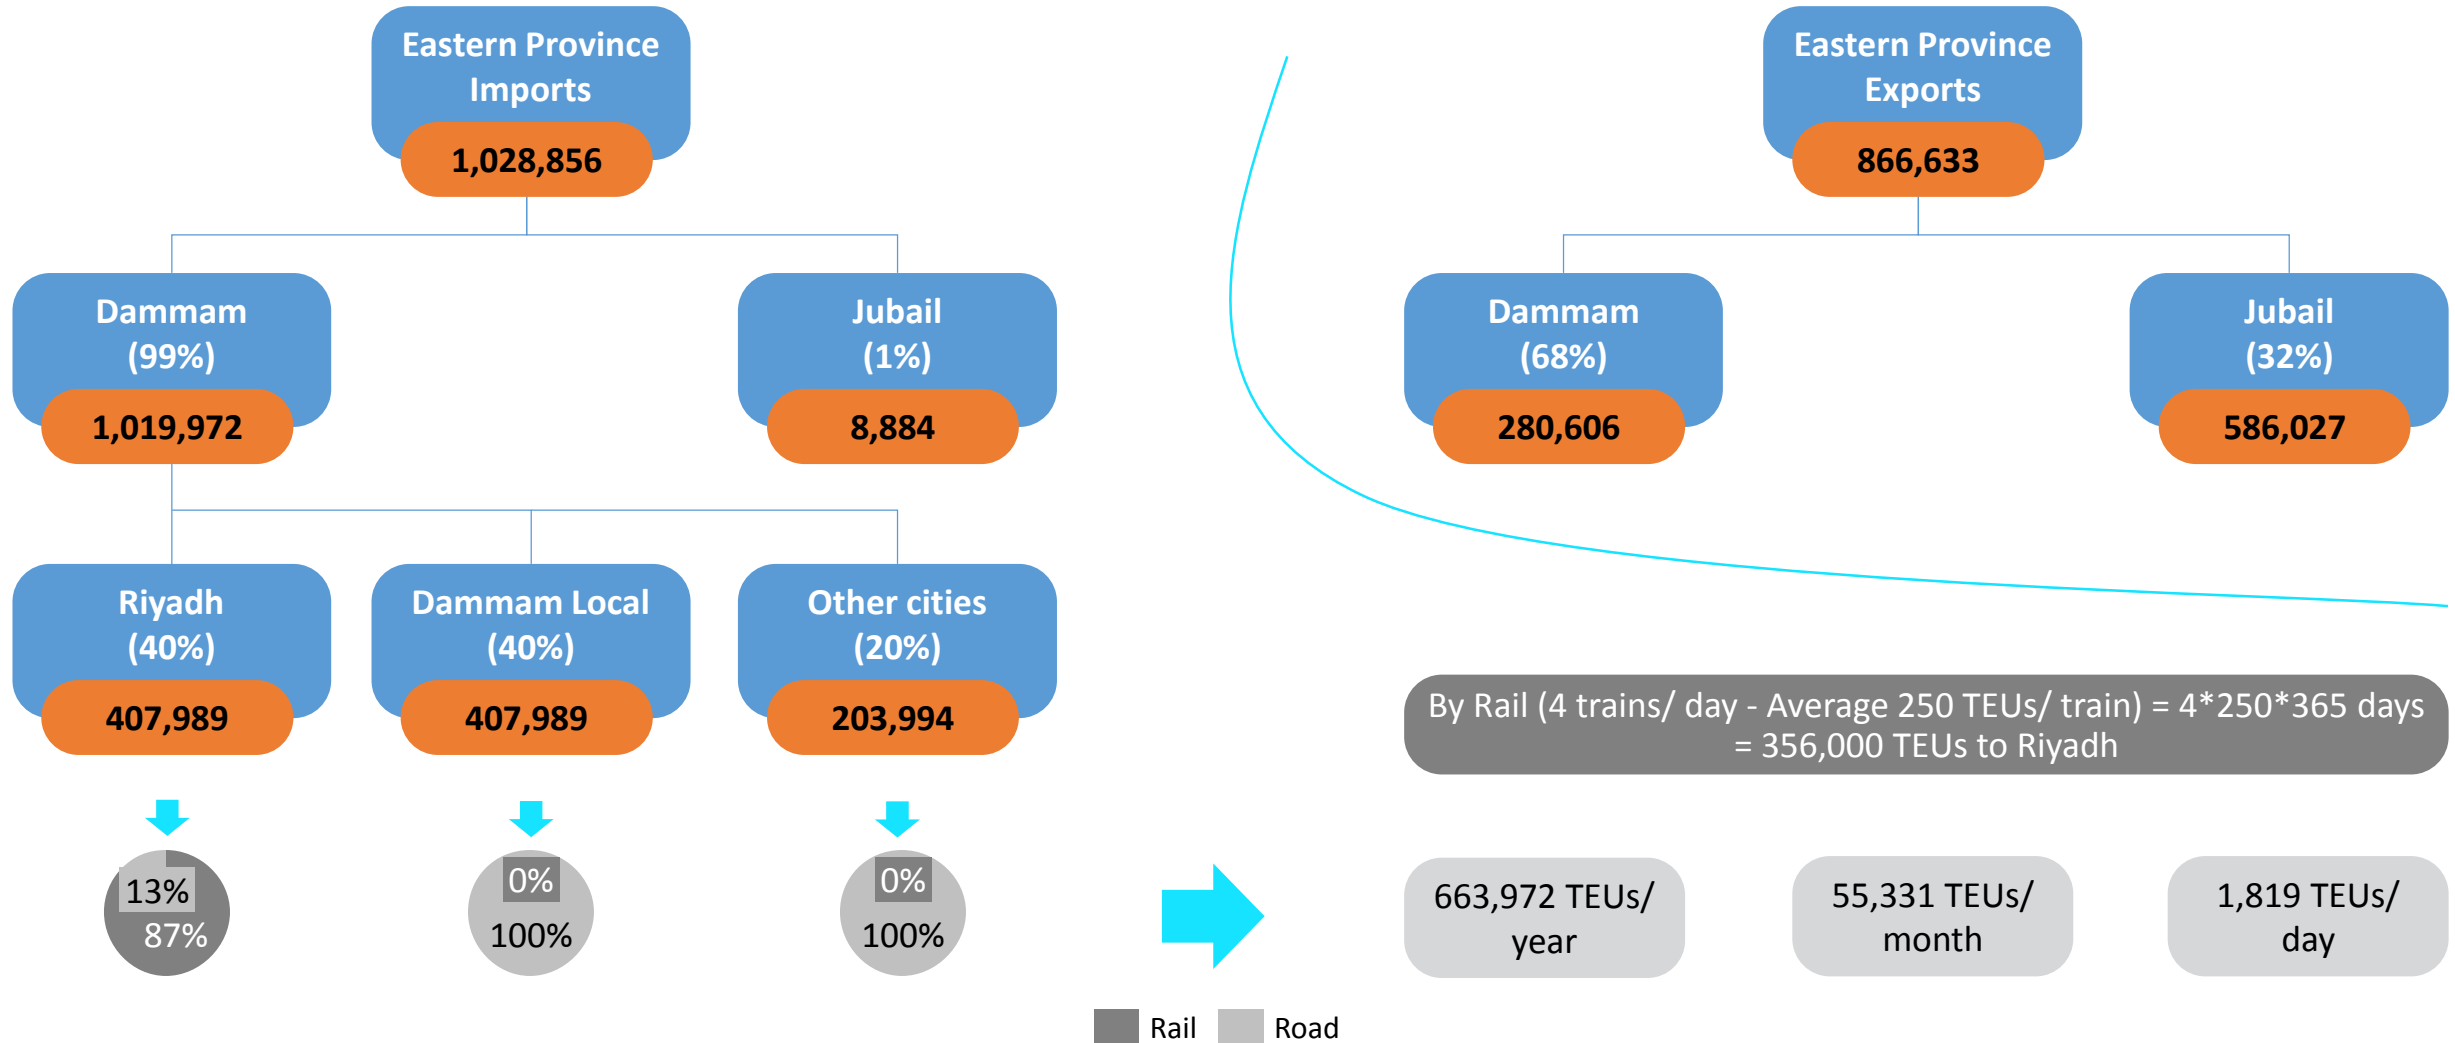 Eastern Province
Imports
1,028,856
Dammam
(99%)
1,019,972
Jubail
(1%)
8,884
Riyadh
(40%)
407,989
Dammam Local
(40%)
407,989
Other cities
(20%)
203,994
13%
87%
0%
100%
0%
100%
Eastern Province
Exports
866,633
Dammam
(68%)
280,606
Jubail
(32%)
586,027
By Rail (4 trains/ day - Average 250 TEUs/ train) = 4*250*365 days
= 356,000 TEUs to Riyadh
663,972 TEUs/
year
55,331 TEUs/
month
1,819 TEUs/
day
Rail
Road